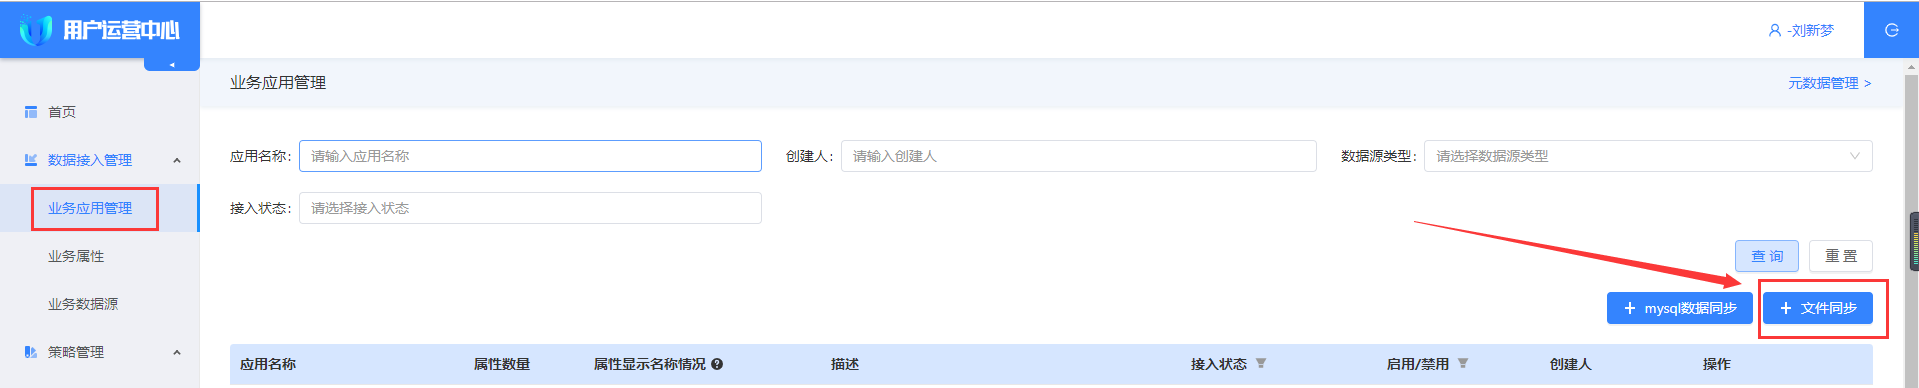 用户运营中心
-刘新梦
业务应用管理
元数据管理 >
首页
数据接入管理
业务应用管理
业务属性
业务数据源
策略管理
应用名称: 请输入应用名称
创建人: 请输入创建人
数据源类型: 请选择数据源类型
接入状态: 请选择接入状态
查 询
重 置
+ mysql数据同步
+ 文件同步
应用名称 属性数量 属性显示名称情况 ? 描述 接入状态 启用/禁用 创建人 操作